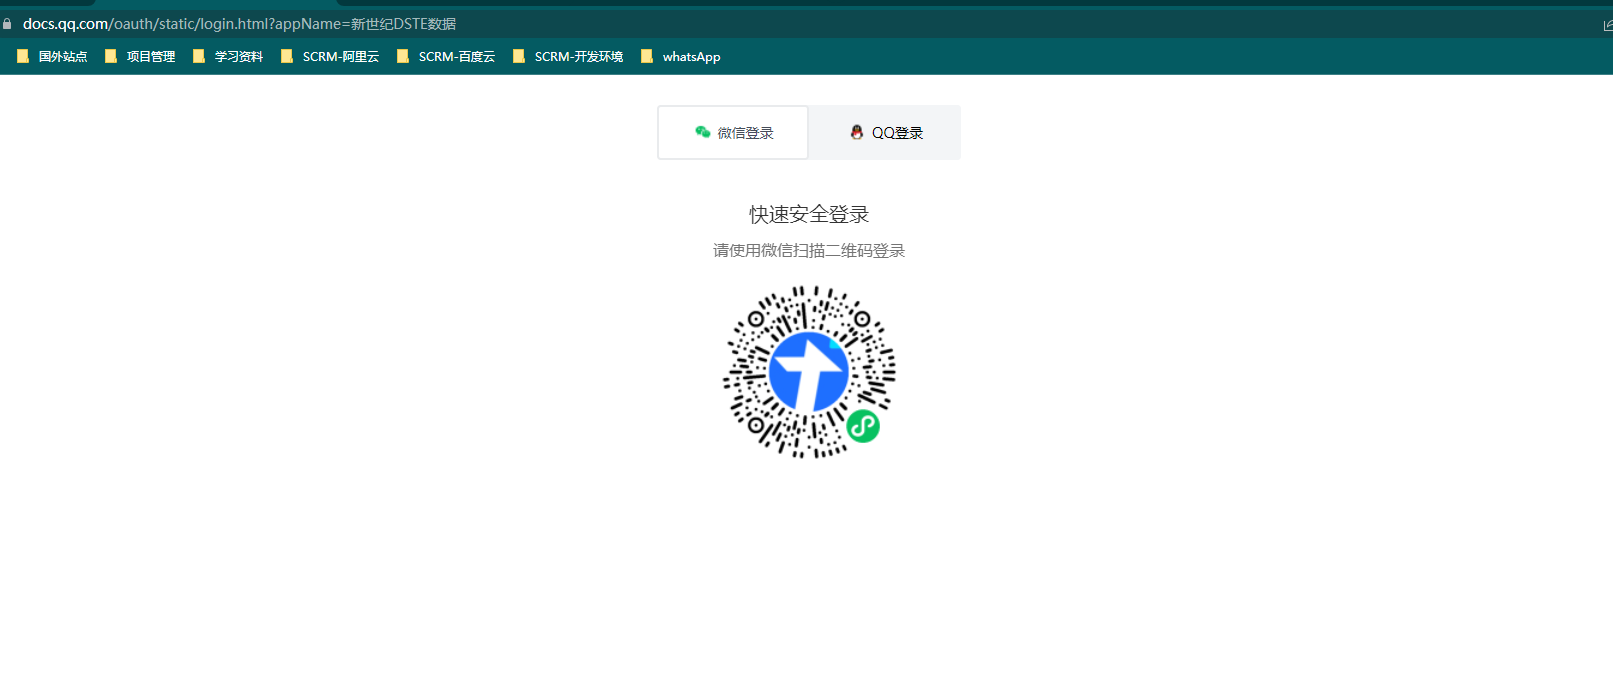 docs.qq.com/oauth/static/login.html?appName=新世纪DSTE数据
国外站点 项目管理 学习资料 SCRM-阿里云 SCRM-百度云 SCRM-开发环境 whatsApp
微信登录 QQ登录
快速安全登录
请使用微信扫描二维码登录